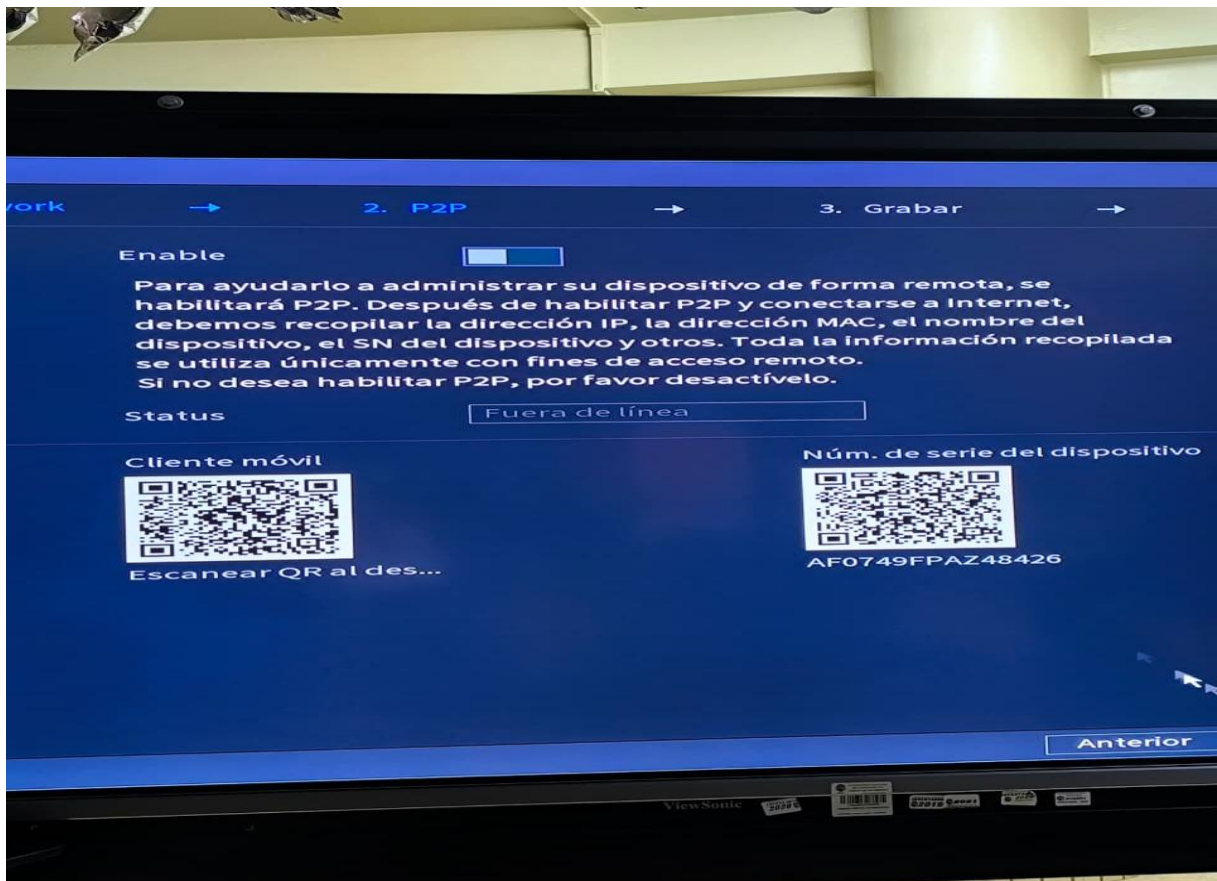 → 2. P2P → 3. Grabar →
Enable
Para ayudarlo a administrar su dispositivo de forma remota, se
habilitará P2P. Después de habilitar P2P y conectarse a Internet,
debemos recopilar la dirección IP, la dirección MAC, el nombre del
dispositivo, el SN del dispositivo y otros. Toda la información recopilada
se utiliza únicamente con fines de acceso remoto.
Si no desea habilitar P2P, por favor desactívelo.
Status Fuera de línea
Cliente móvil
Núm. de serie del dispositivo
Escanear QR al des...
AF0749FPAZ48426
Anterior
ViewSonic